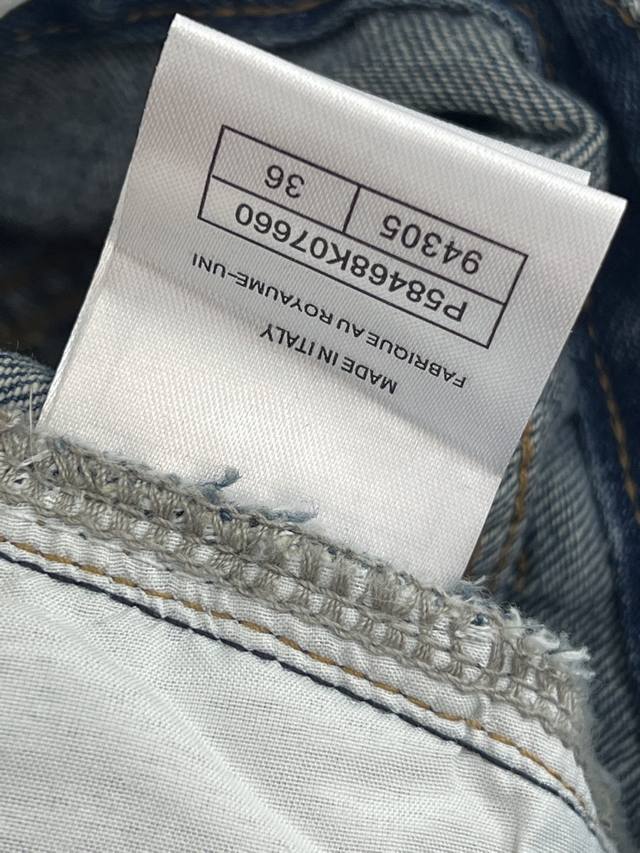 MADE IN ITALY
FABRIQUE AU ROYAUME-UNI
P58468K07660
94305 36